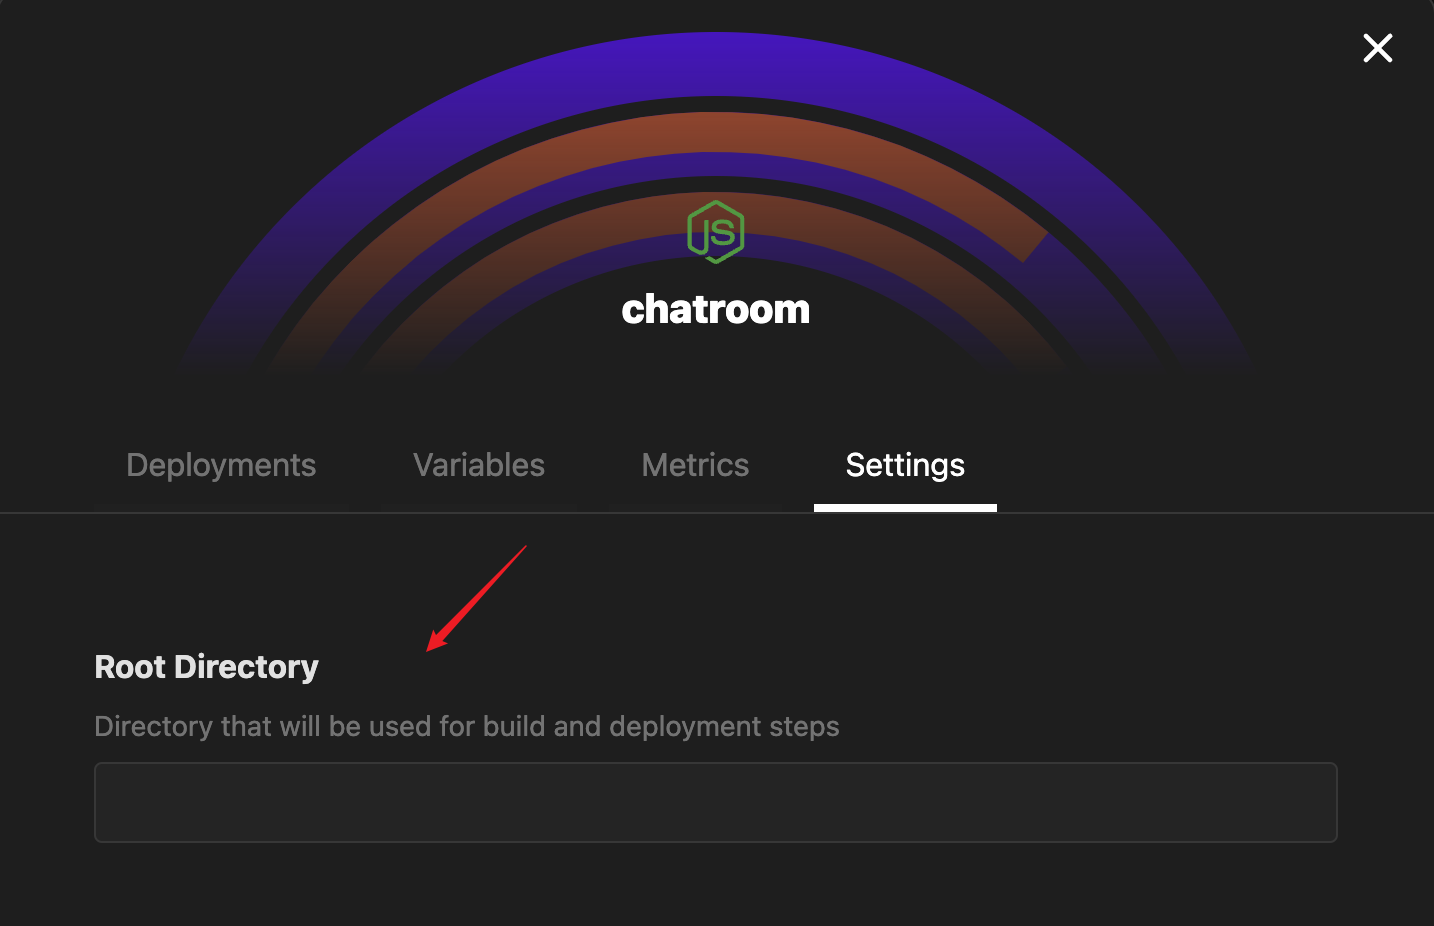 JS
chatroom
Deployments Variables Metrics Settings
Root Directory
Directory that will be used for build and deployment steps